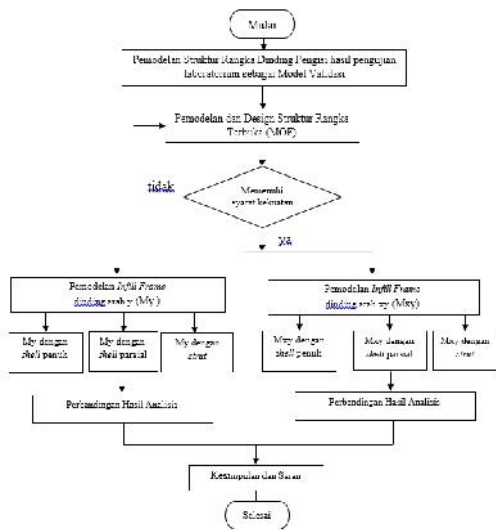 Mulai
Pemodelan Struktur Rangka Dinding Pengisi hasil pengujian
laboratorium sebagai Model Validasi
Pemodelan dan Design Struktur Rangka
Terbuka (MOF)
tidak
Memenuhi
syarat kekuatan
ya
Pemodelan Infill Frame
dinding arah y (My)
Pemodelan Infill Frame
dinding arah xy (Mxy)
My dengan
shell penuh
My dengan
shell parsial
My dengan
strut
Mxy dengan
shell penuh
Mxy dengan
shell parsial
Mxy dengan
strut
Perbandingan Hasil Analisis
Perbandingan Hasil Analisis
Kesimpulan dan Saran
Selesai